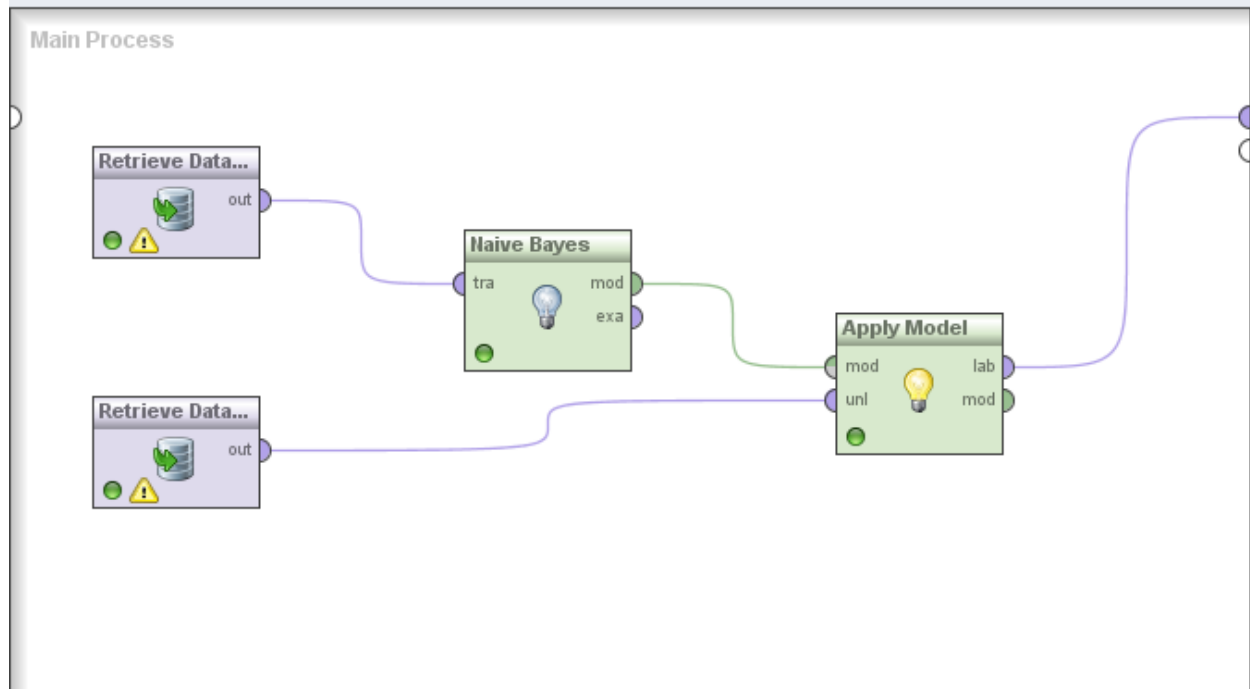 Main Process
Retrieve Data...
out
Naive Bayes
tra
mod
exa
Apply Model
mod
lab
unl
mod
Retrieve Data...
out